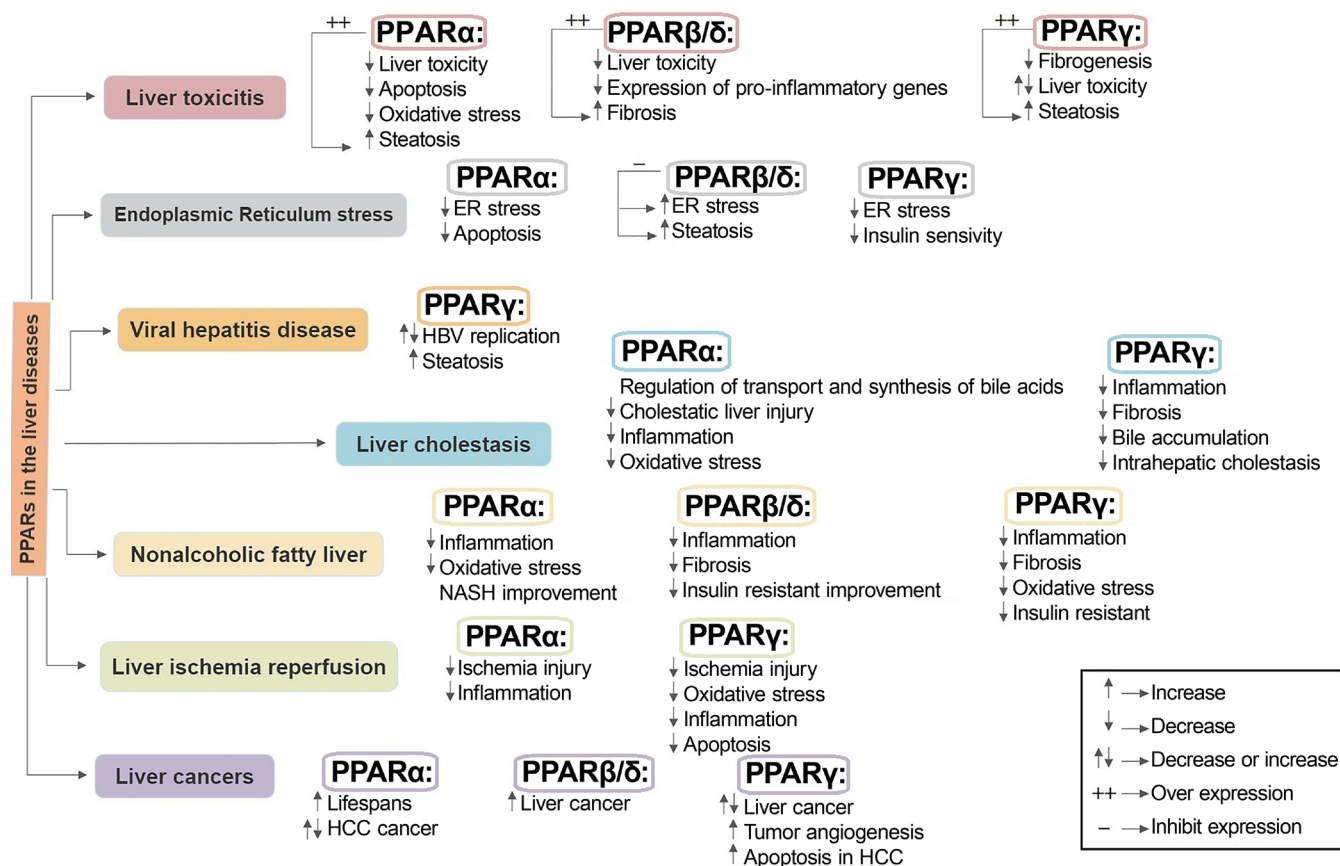 PPARs in the liver diseases
Liver toxicitis
++
PPARα:
↓Liver toxicity
↓Apoptosis
↓Oxidative stress
↑Steatosis
++
PPARβ/δ:
↓Liver toxicity
↓Expression of pro-inflammatory genes
↑Fibrosis
++
PPARγ:
↓Fibrogenesis
↑↓Liver toxicity
↑Steatosis
Endoplasmic Reticulum stress
PPARα:
↓ER stress
↓Apoptosis
−
PPARβ/δ:
↑ER stress
↑Steatosis
PPARγ:
↓ER stress
↓Insulin sensivity
Viral hepatitis disease
PPARγ:
↑↓HBV replication
↑Steatosis
Liver cholestasis
PPARα:
Regulation of transport and synthesis of bile acids
↓Cholestatic liver injury
↓Inflammation
↓Oxidative stress
PPARγ:
↓Inflammation
↓Fibrosis
↓Bile accumulation
↓Intrahepatic cholestasis
Nonalcoholic fatty liver
PPARα:
↓Inflammation
↓Oxidative stress
NASH improvement
PPARβ/δ:
↓Inflammation
↓Fibrosis
↓Insulin resistant improvement
PPARγ:
↓Inflammation
↓Fibrosis
↓Oxidative stress
↓Insulin resistant
Liver ischemia reperfusion
PPARα:
↓Ischemia injury
↓Inflammation
PPARγ:
↓Ischemia injury
↓Oxidative stress
↓Inflammation
↓Apoptosis
Liver cancers
PPARα:
↑Lifespans
↑↓HCC cancer
PPARβ/δ:
↑Liver cancer
PPARγ:
↑↓Liver cancer
↑Tumor angiogenesis
↑Apoptosis in HCC
↑ →Increase
↓ →Decrease
↑↓ →Decrease or increase
++ →Over expression
− →Inhibit expression